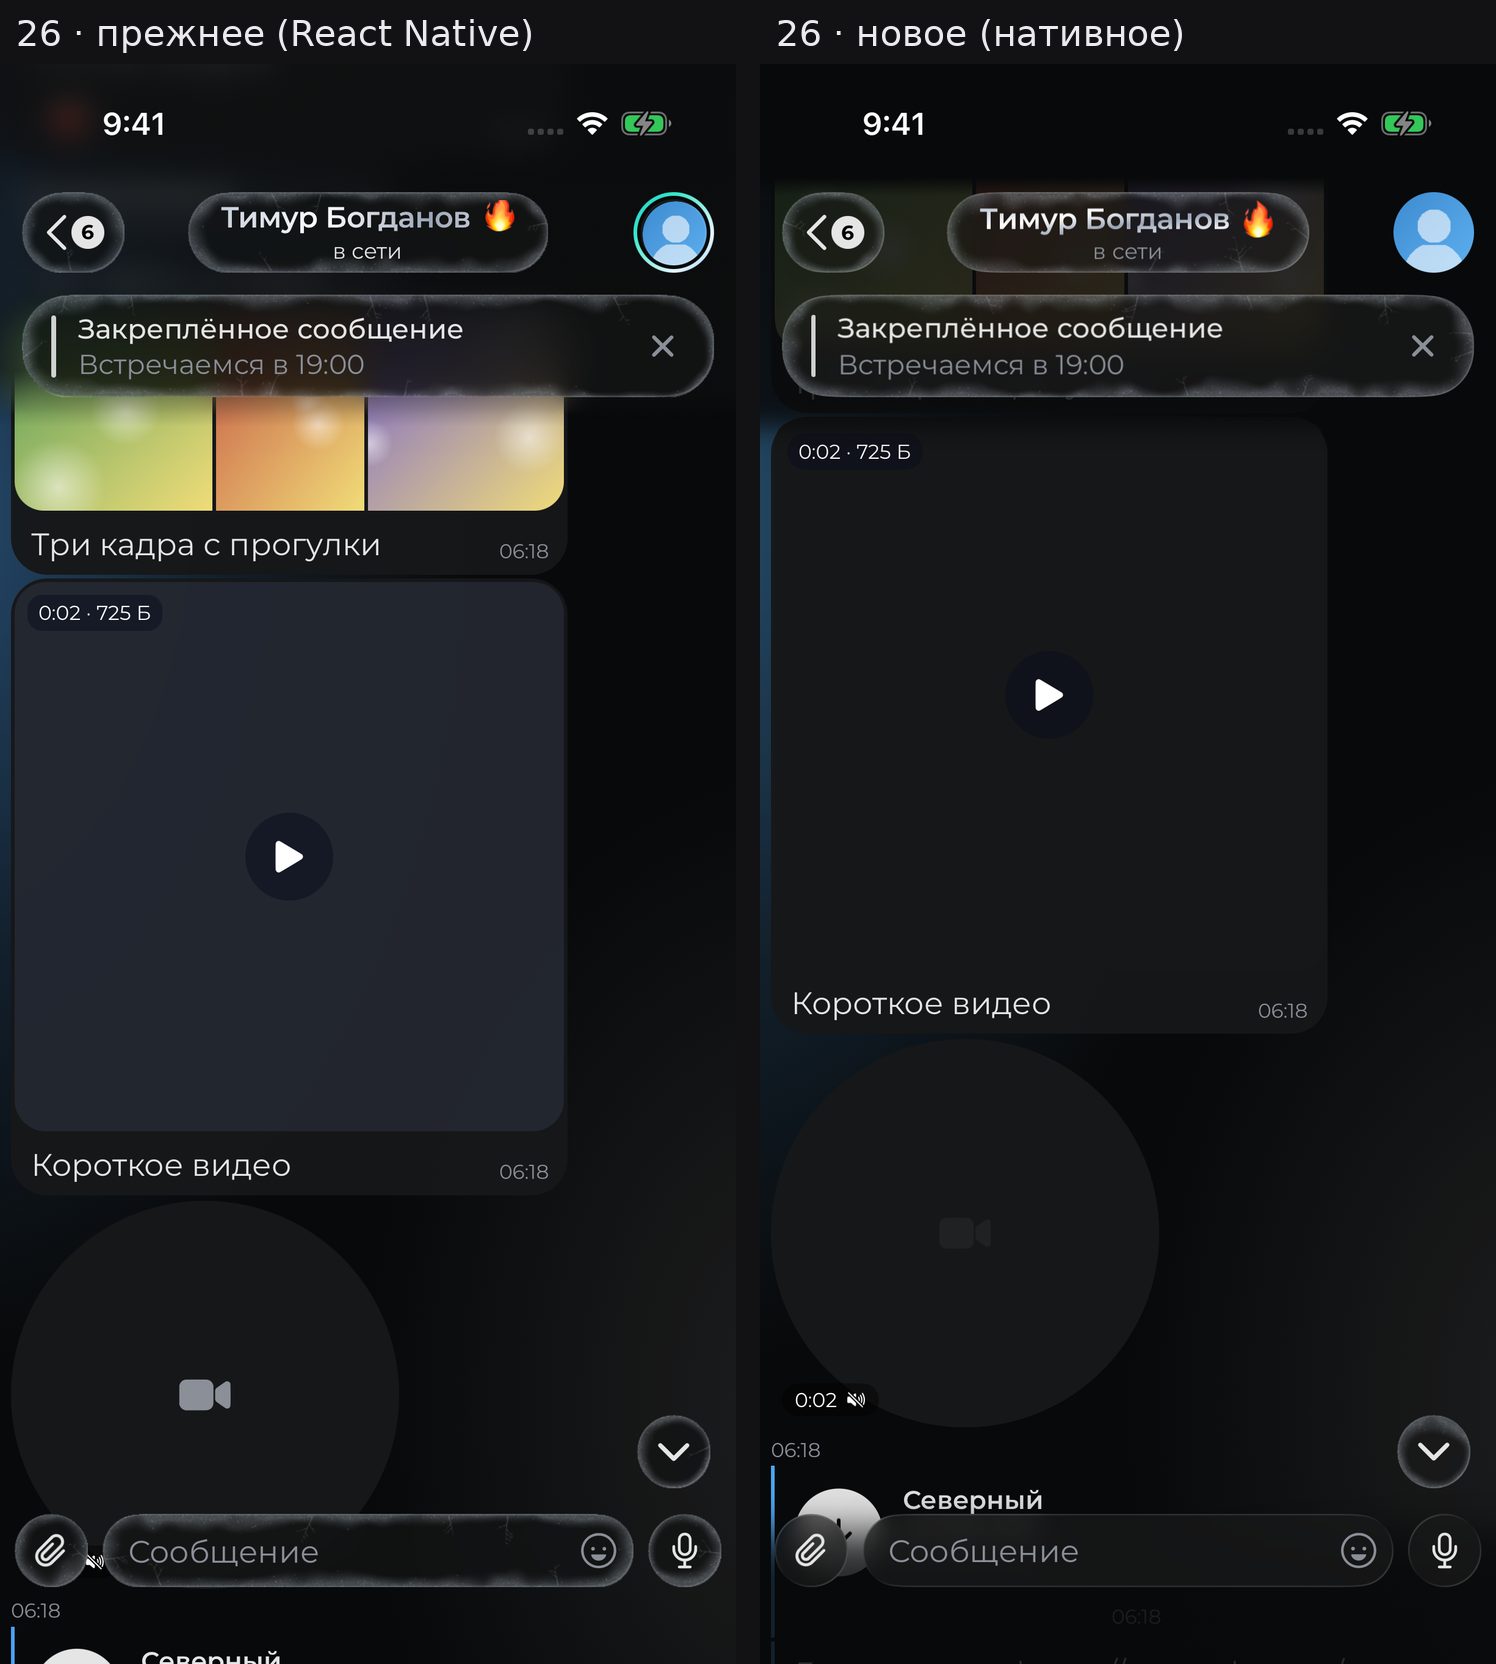 26 · прежнее (React Native)
9:41
6
Тимур Богданов 🔥
в сети
Закреплённое сообщение
Встречаемся в 19:00
Три кадра с прогулки
06:18
0:02 · 725 Б
Короткое видео
06:18
Сообщение
06:18
Северный
26 · новое (нативное)
9:41
6
Тимур Богданов 🔥
в сети
Закреплённое сообщение
Встречаемся в 19:00
0:02 · 725 Б
Короткое видео
06:18
0:02
06:18
Северный
Сообщение
06:18